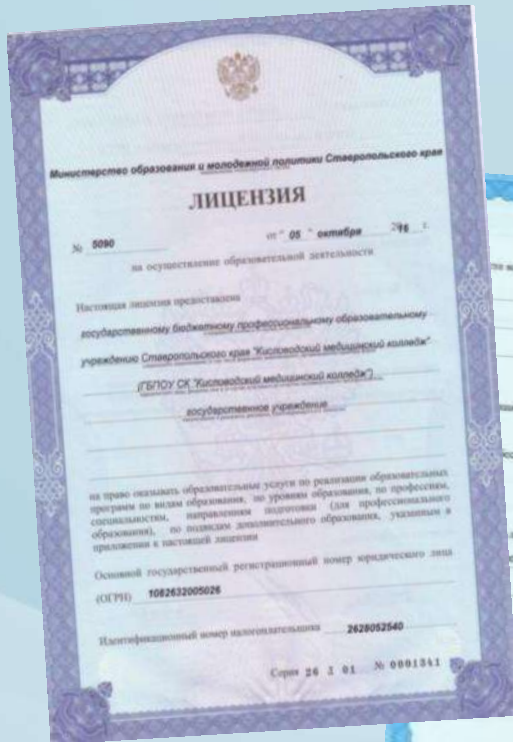 Министерство образования и молодежной политики Ставропольского края
ЛИЦЕНЗИЯ
№ 5090 от " 05 " октября 20 16 г.
на осуществление образовательной деятельности
Настоящая лицензия предоставлена
государственному бюджетному профессиональному образовательному
учреждению Ставропольского края "Кисловодский медицинский колледж"
(ГБПОУ СК "Кисловодский медицинский колледж")
государственное учреждение
на право оказывать образовательные услуги по реализации образовательных
программ по видам образования, по уровням образования, по профессиям,
специальностям, направлениям подготовки (для профессионального
образования), по подвидам дополнительного образования, указанным в
приложении к настоящей лицензии
Основной государственный регистрационный номер юридического лица
(ОГРН) 1082632005026
Идентификационный номер налогоплательщика 2628052540
Серия 26 Л 01 № 0001341